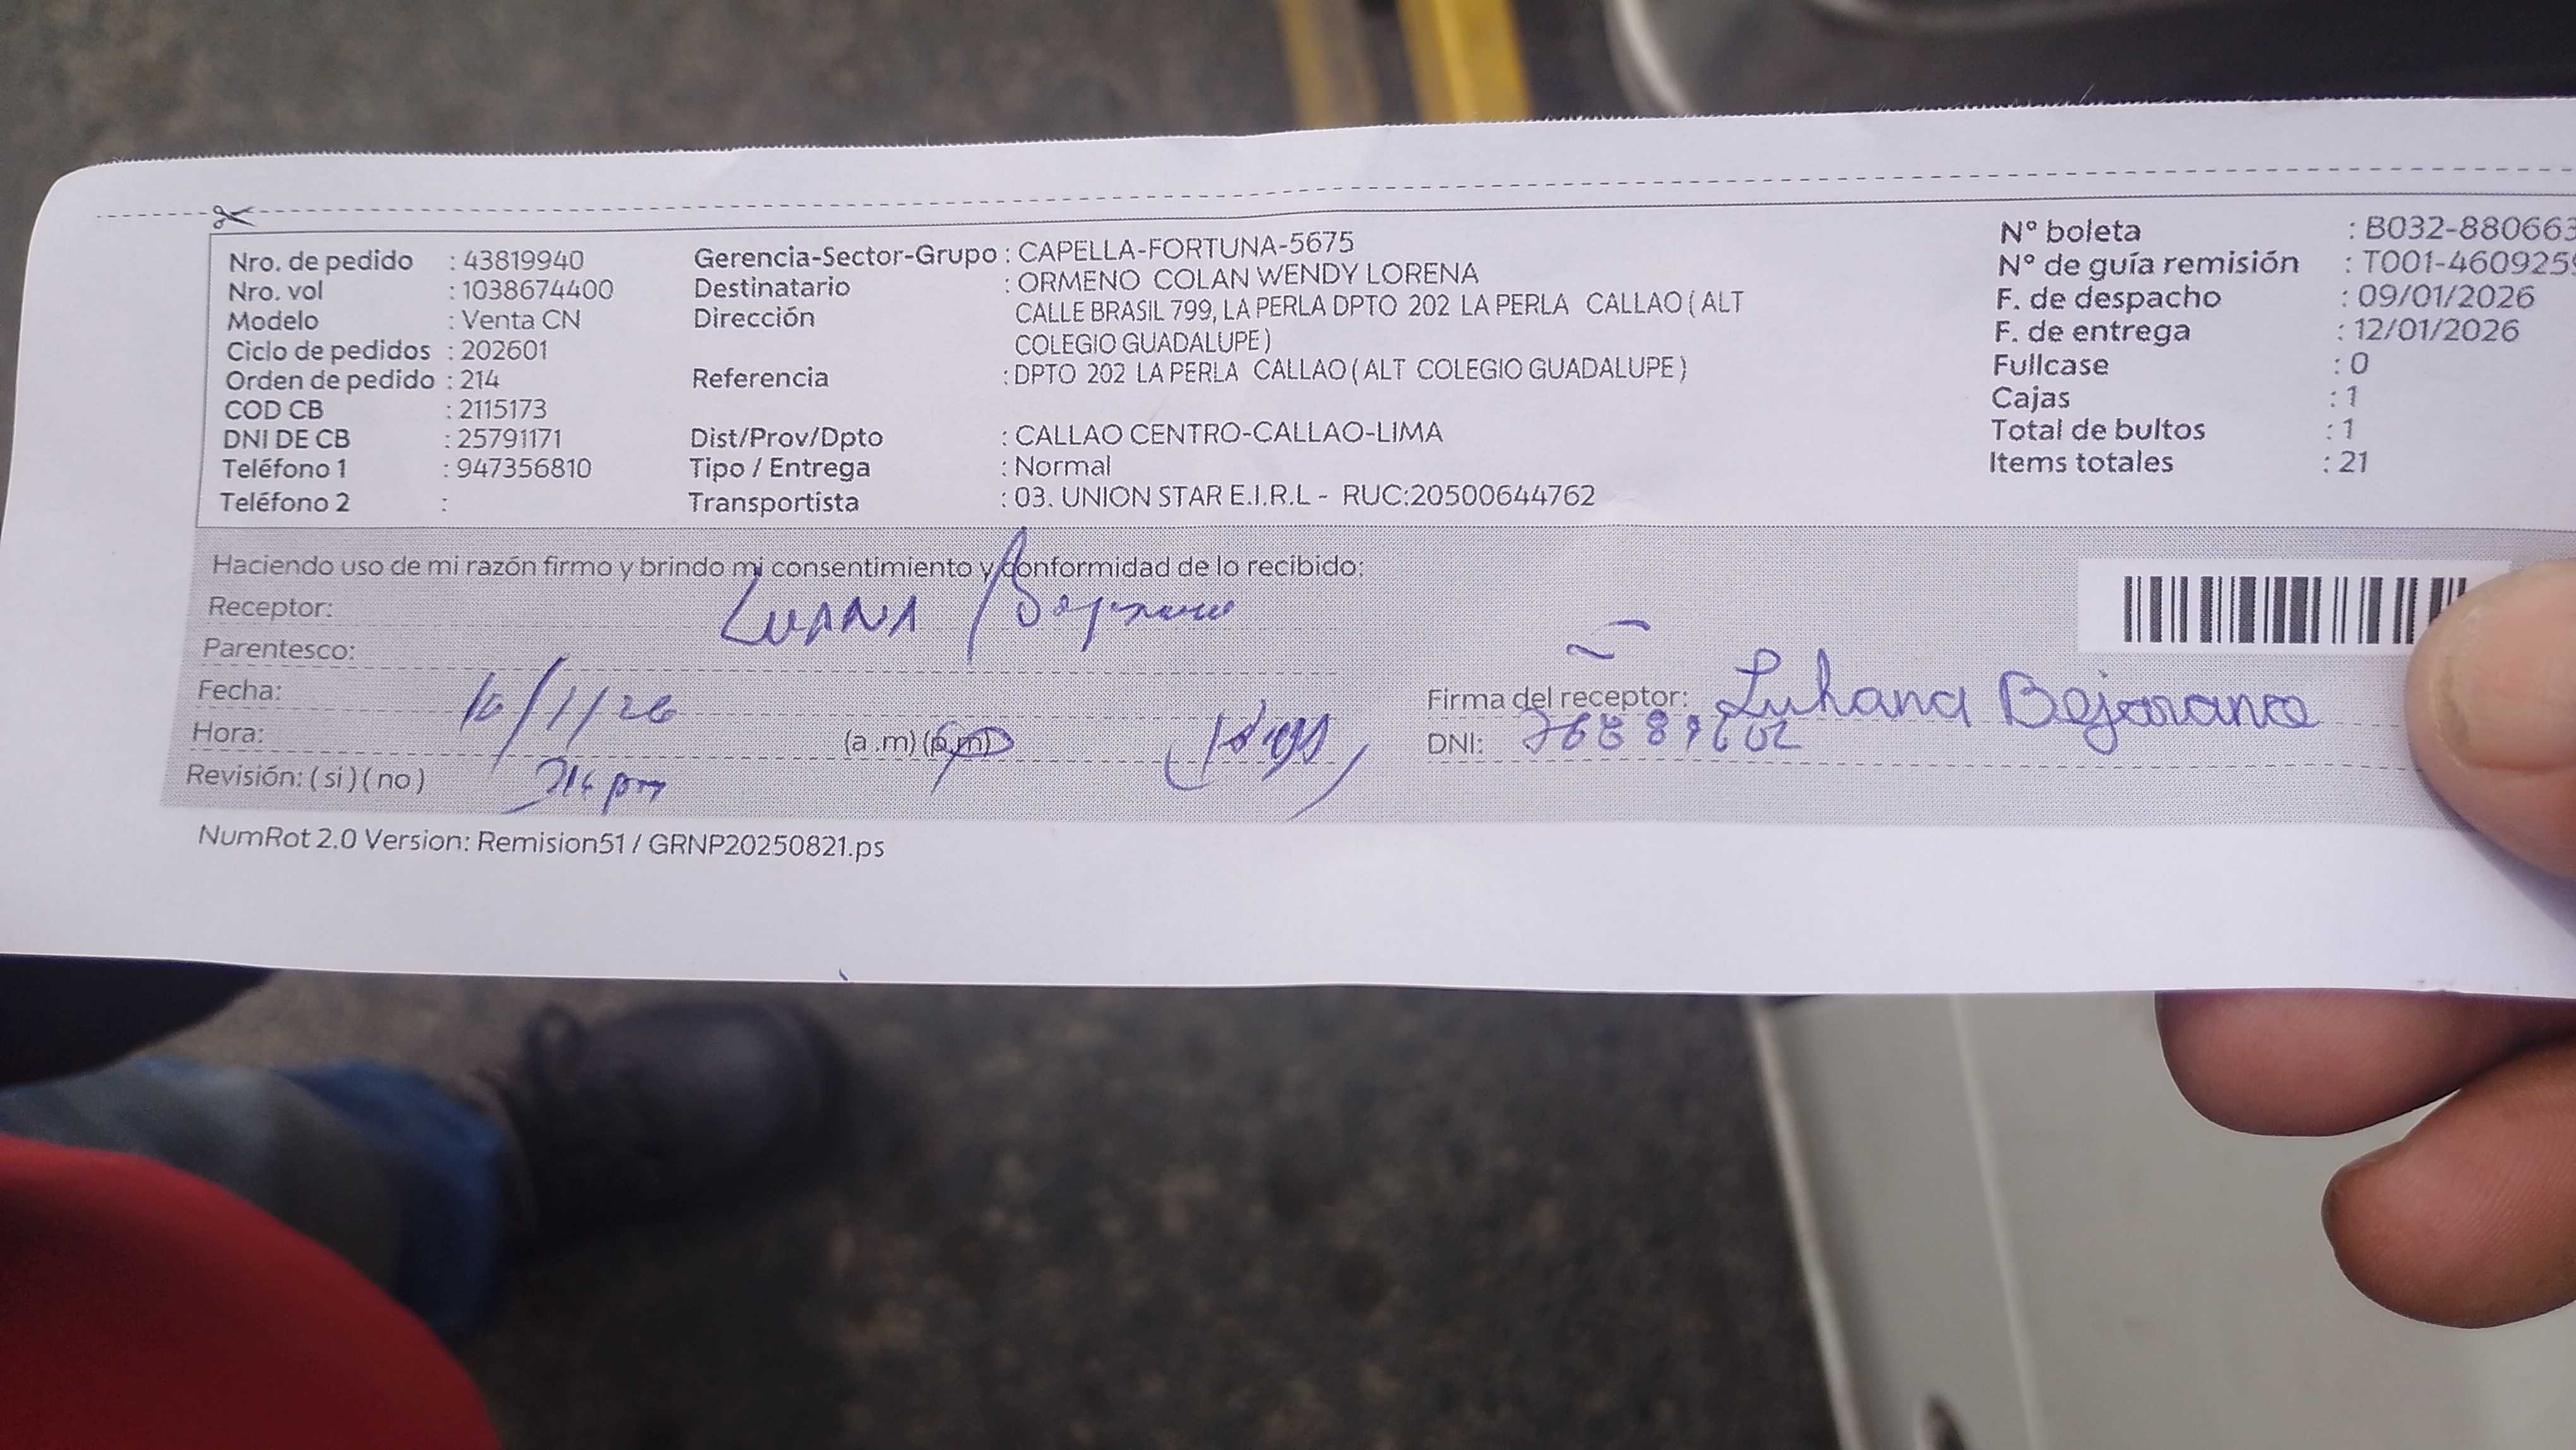 Nro. de pedido : 43819940
Nro. vol : 1038674400
Modelo : Venta CN
Ciclo de pedidos : 202601
Orden de pedido : 214
COD CB : 2115173
DNI DE CB : 25791171
Teléfono 1 : 947356810
Teléfono 2 :
Gerencia-Sector-Grupo : CAPELLA-FORTUNA-5675
Destinatario : ORMENO COLAN WENDY LORENA
Dirección CALLE BRASIL 799, LA PERLA DPTO 202 LA PERLA CALLAO ( ALT
COLEGIO GUADALUPE )
Referencia : DPTO 202 LA PERLA CALLAO ( ALT COLEGIO GUADALUPE )
Dist/Prov/Dpto : CALLAO CENTRO-CALLAO-LIMA
Tipo / Entrega : Normal
Transportista : 03. UNION STAR E.I.R.L - RUC:20500644762
N° boleta : B032-880663
N° de guía remisión : T001-460925
F. de despacho : 09/01/2026
F. de entrega : 12/01/2026
Fullcase : 0
Cajas : 1
Total de bultos : 1
Items totales : 21
Haciendo uso de mi razón firmo y brindo mi consentimiento y conformidad de lo recibido:
Receptor: LUANA
Parentesco:
Fecha: /1/26
Hora: (a .m) (p.m)
Revisión: ( si ) ( no ) pm
Firma del receptor: Luhana Bejarano
DNI:
NumRot 2.0 Version: Remision51 / GRNP20250821.ps